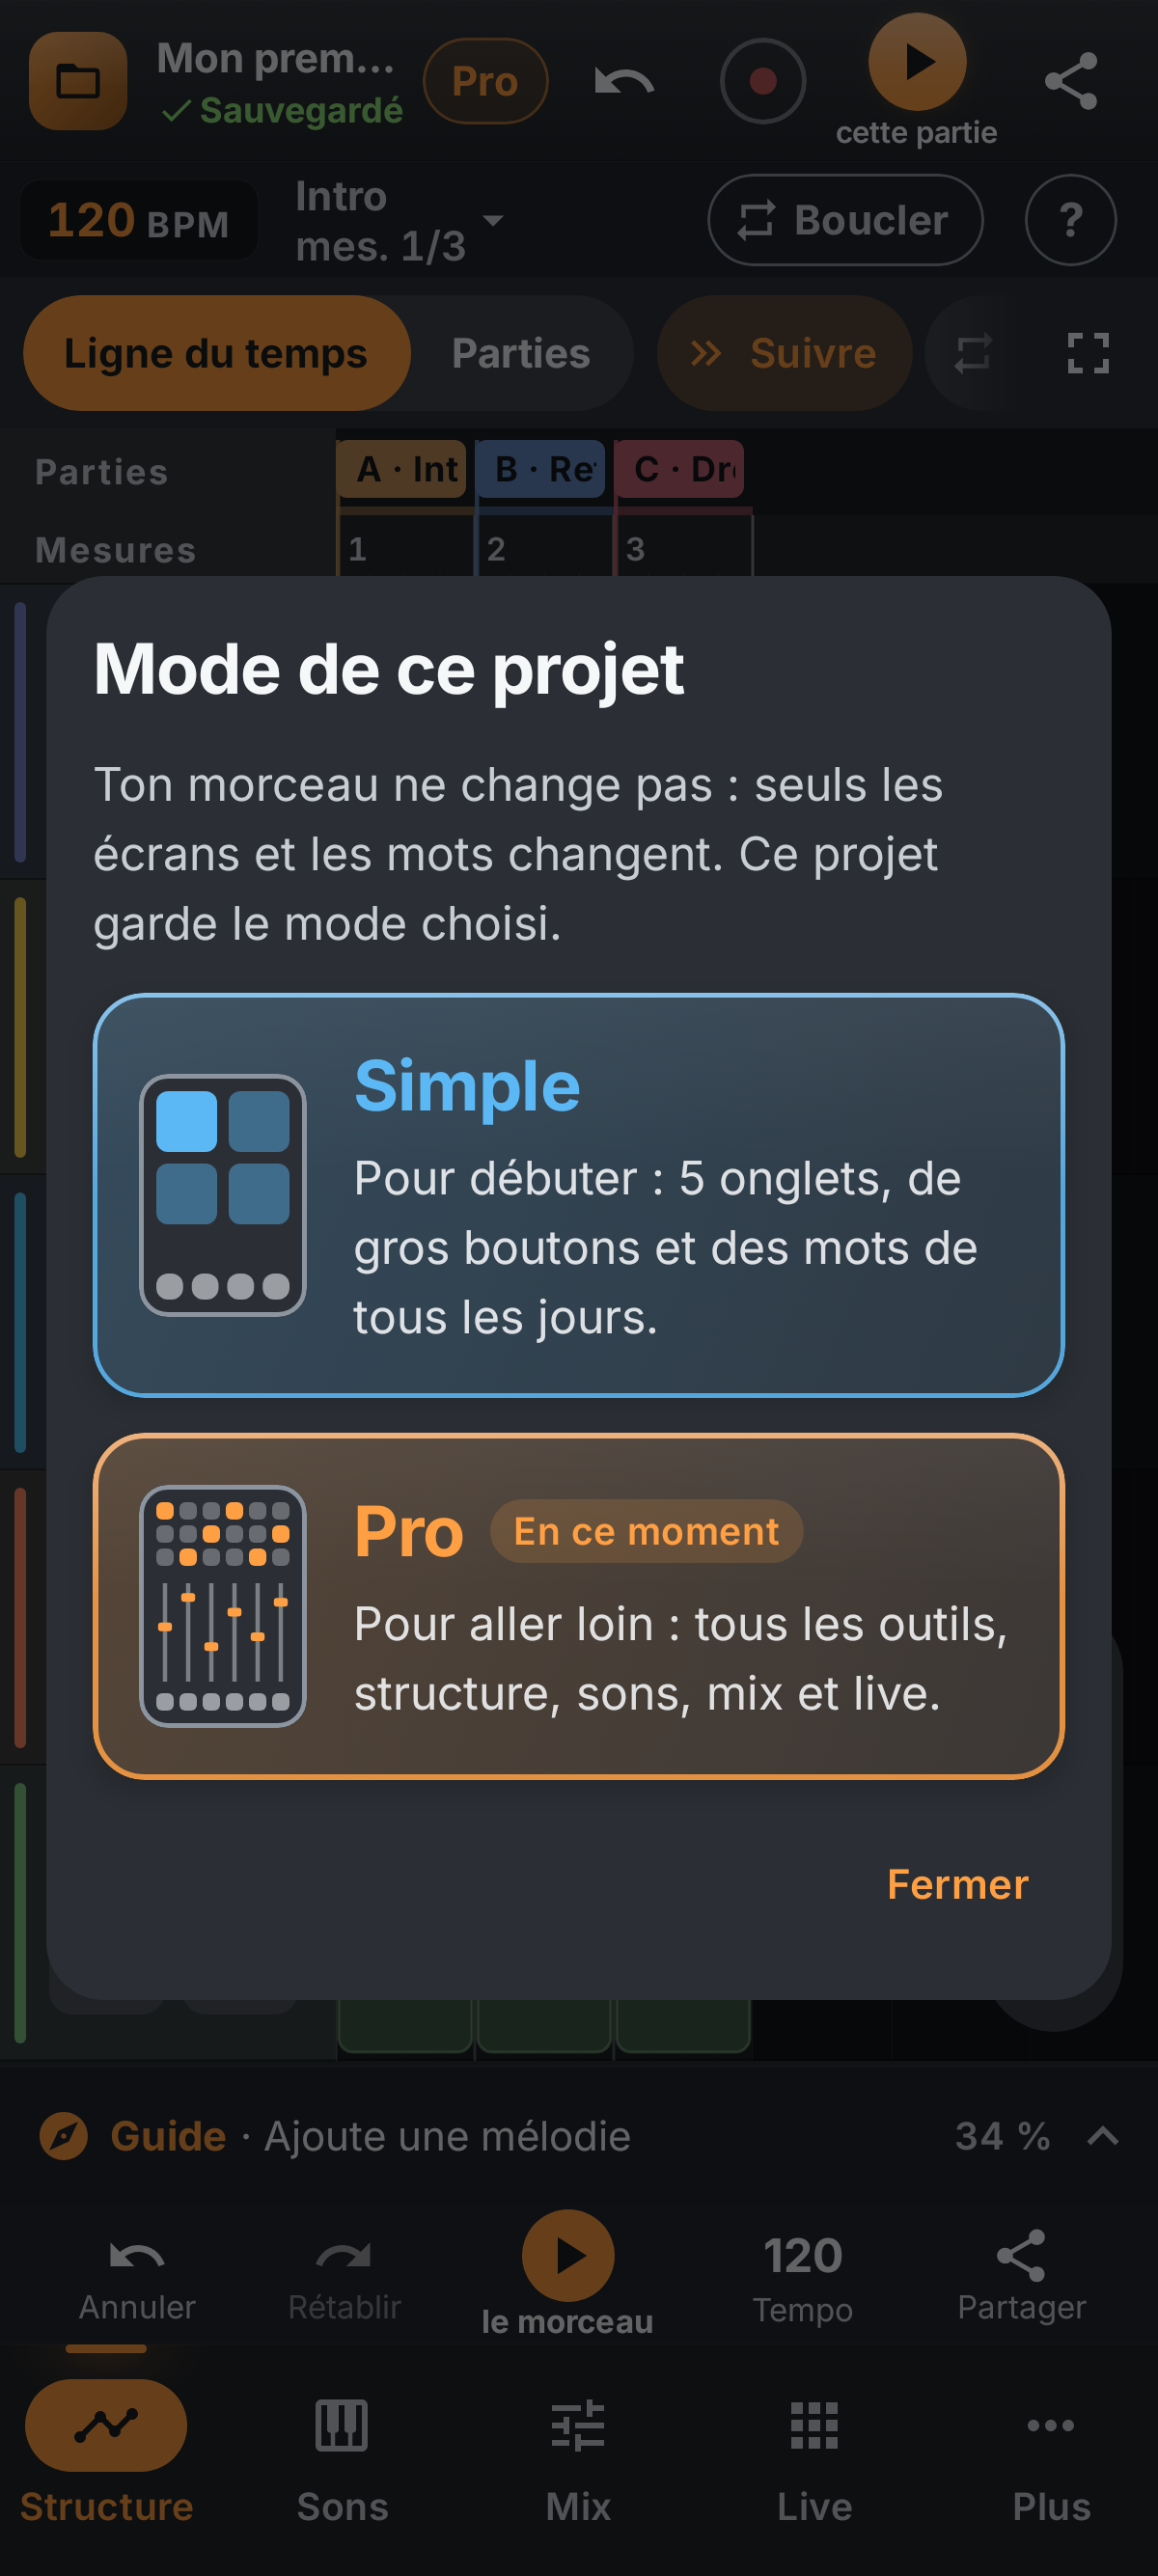 Mon prem...
Sauvegardé
Pro
cette partie
120 BPM
Intro
mes. 1/3
Boucler
?
Ligne du temps
Parties
Suivre
Parties
A · Int
B · Re
C · Dr
Mesures
1
2
3
Mode de ce projet
Ton morceau ne change pas : seuls les
écrans et les mots changent. Ce projet
garde le mode choisi.
Simple
Pour débuter : 5 onglets, de
gros boutons et des mots de
tous les jours.
Pro
En ce moment
Pour aller loin : tous les outils,
structure, sons, mix et live.
Fermer
Guide · Ajoute une mélodie
34 %
Annuler
Rétablir
le morceau
120
Tempo
Partager
Structure
Sons
Mix
Live
Plus